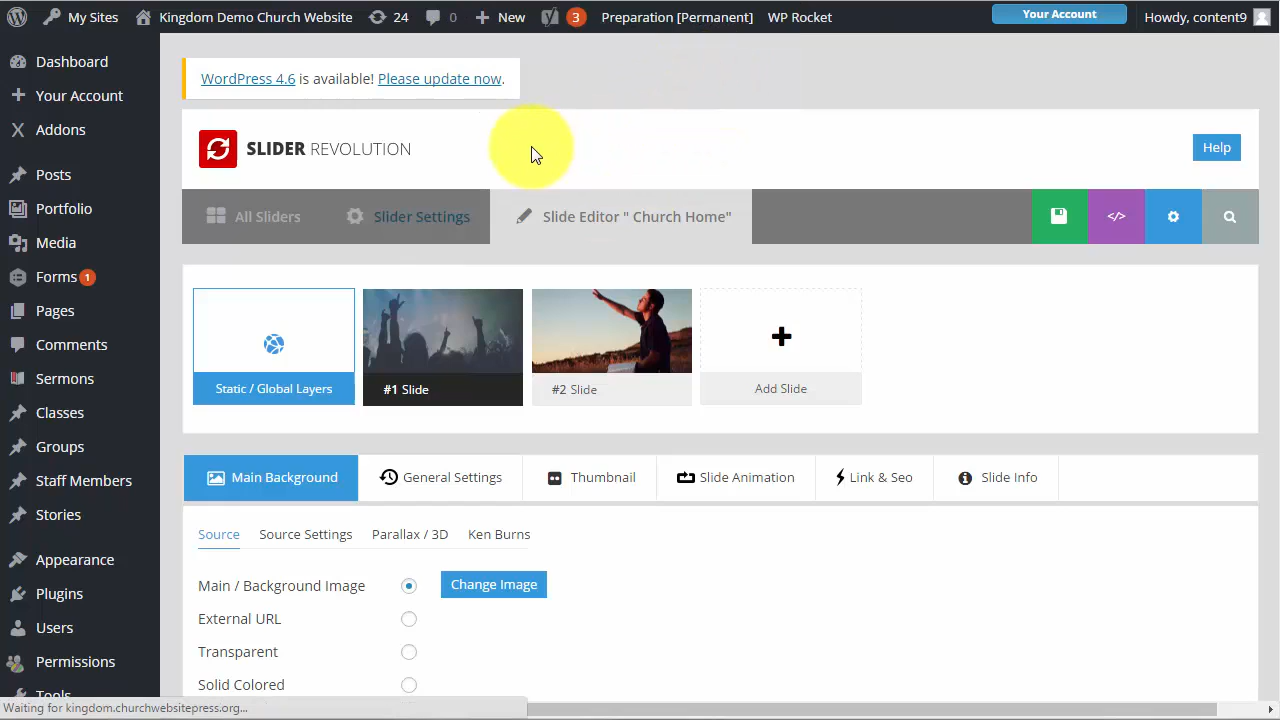 My Sites Kingdom Demo Church Website 24 0 New 3 Preparation [Permanent] WP Rocket Your Account Howdy, content9
Dashboard
Your Account
Addons
Posts
Portfolio
Media
Forms 1
Pages
Comments
Sermons
Classes
Groups
Staff Members
Stories
Appearance
Plugins
Users
Permissions
Tools
WordPress 4.6 is available! Please update now.
SLIDER REVOLUTION
Help
All Sliders Slider Settings Slide Editor " Church Home"
</>
Static / Global Layers #1 Slide #2 Slide Add Slide
Main Background General Settings Thumbnail Slide Animation Link & Seo Slide Info
Source Source Settings Parallax / 3D Ken Burns
Main / Background Image Change Image
External URL
Transparent
Solid Colored
Waiting for kingdom.churchwebsitepress.org...